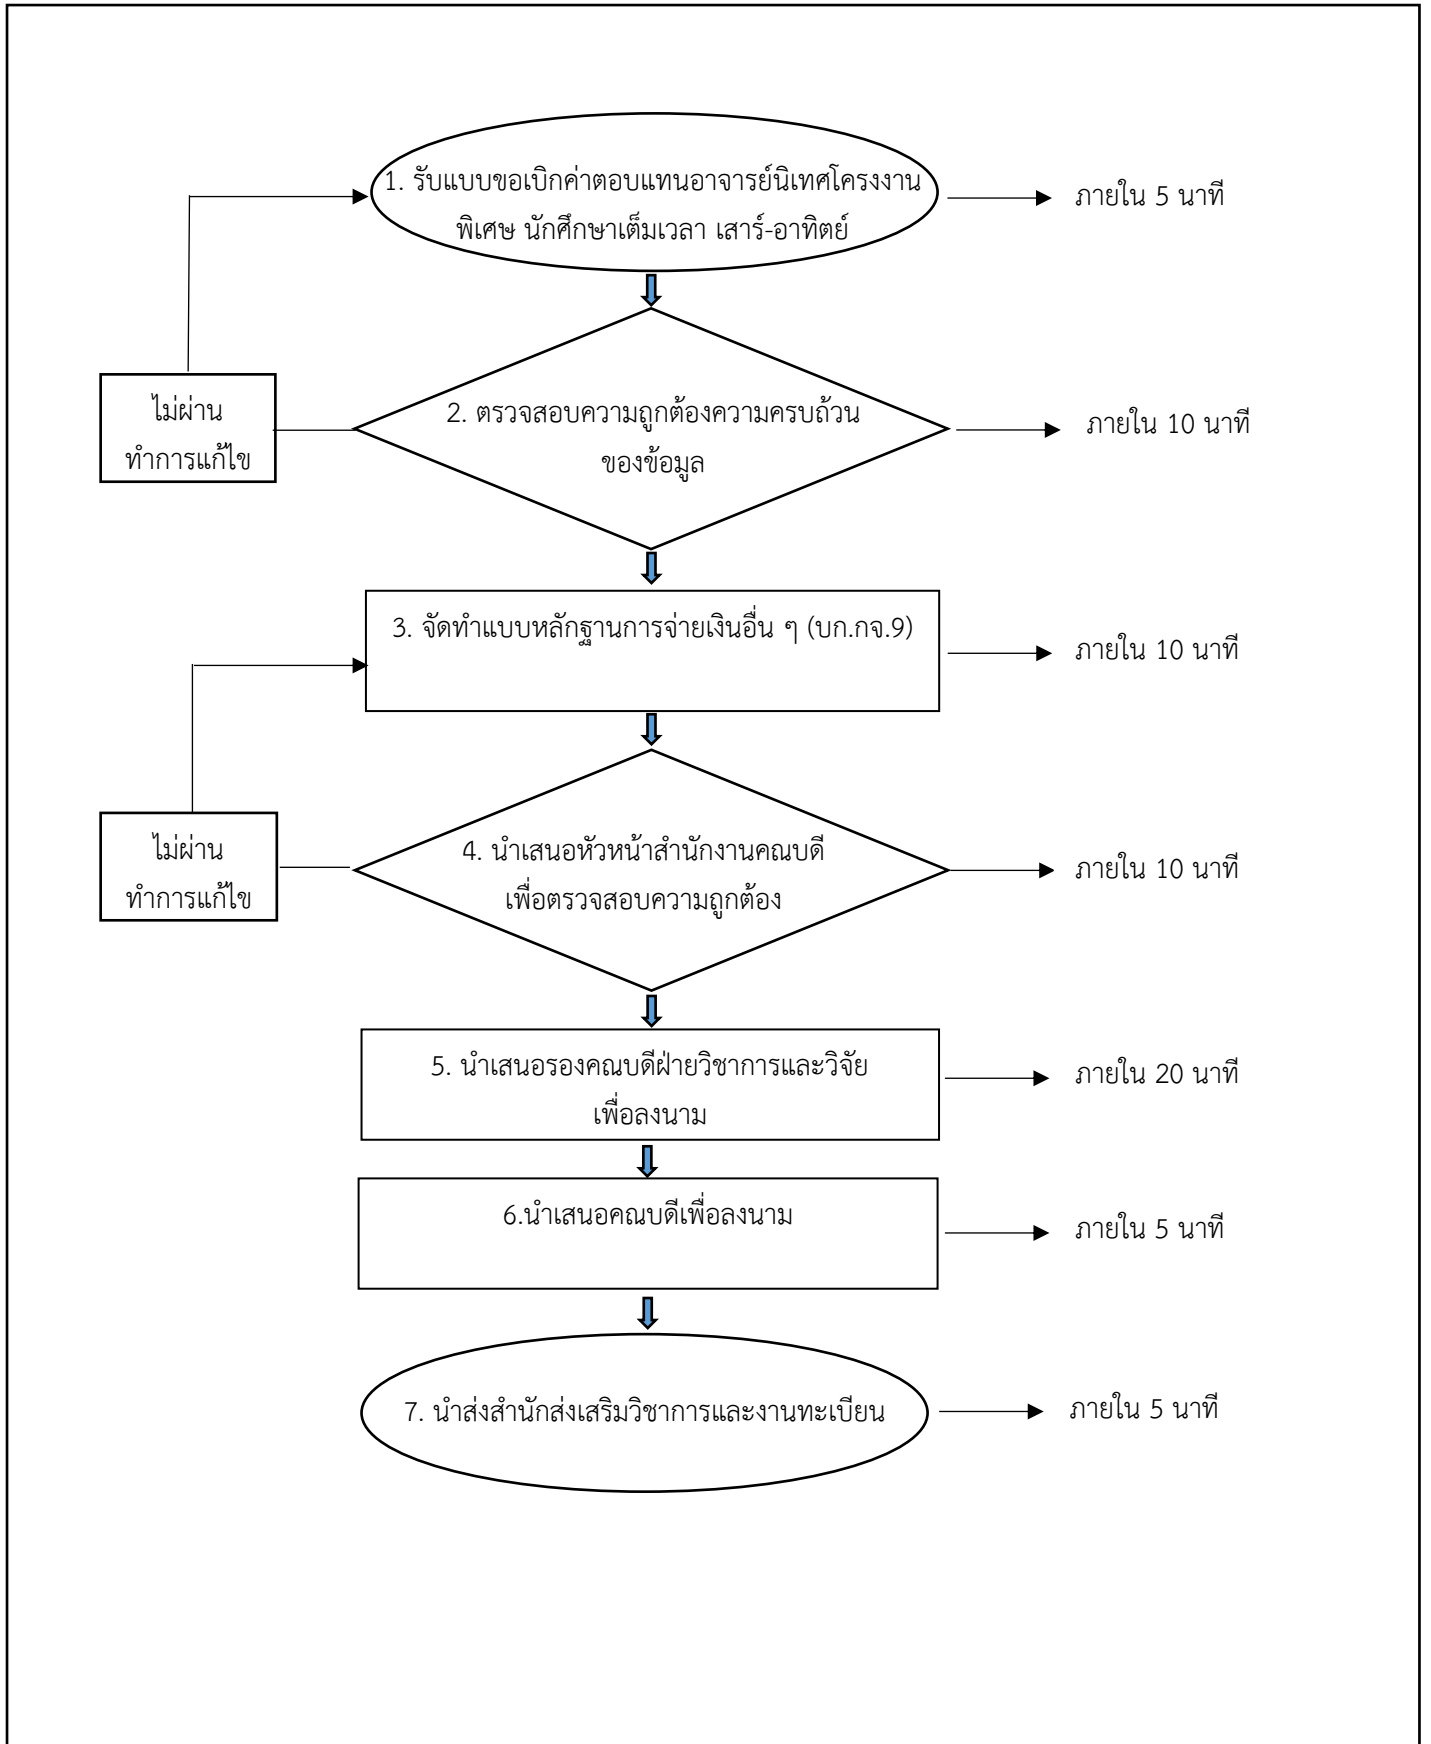 1. รับแบบขอเบิกค่าตอบแทนอาจารย์นิเทศโครงงาน
พิเศษ นักศึกษาเต็มเวลา เสาร์-อาทิตย์
ภายใน 5 นาที
ไม่ผ่าน
ทำการแก้ไข
2. ตรวจสอบความถูกต้องความครบถ้วน
ของข้อมูล
ภายใน 10 นาที
3. จัดทำแบบหลักฐานการจ่ายเงินอื่น ๆ (บก.กจ.9)
ภายใน 10 นาที
ไม่ผ่าน
ทำการแก้ไข
4. นำเสนอหัวหน้าสำนักงานคณบดี
เพื่อตรวจสอบความถูกต้อง
ภายใน 10 นาที
5. นำเสนอรองคณบดีฝ่ายวิชาการและวิจัย
เพื่อลงนาม
ภายใน 20 นาที
6.นำเสนอคณบดีเพื่อลงนาม
ภายใน 5 นาที
7. นำส่งสำนักส่งเสริมวิชาการและงานทะเบียน
ภายใน 5 นาที